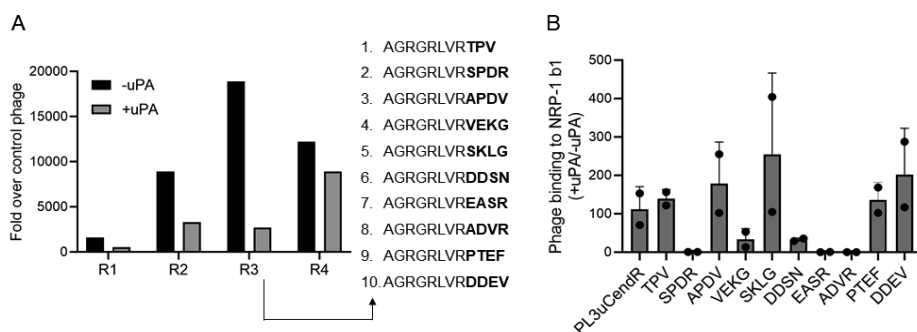 A
Fold over control phage
20000
15000
10000
5000
0
-uPA
+uPA
R1
R2
R3
R4
1. AGRGRLVRTPV
2. AGRGRLVRSPDR
3. AGRGRLVRAPDV
4. AGRGRLVRVEKG
5. AGRGRLVRSKLG
6. AGRGRLVRDDSN
7. AGRGRLVREASR
8. AGRGRLVRADVR
9. AGRGRLVRPTEF
10. AGRGRLVRDDEV
B
Phage binding to NRP-1 b1
(+uPA/-uPA)
500
400
300
200
100
0
PL3uCendR
TPV
SPDR
APDV
VEKG
SKLG
DDSN
EASR
ADVR
PTEF
DDEV